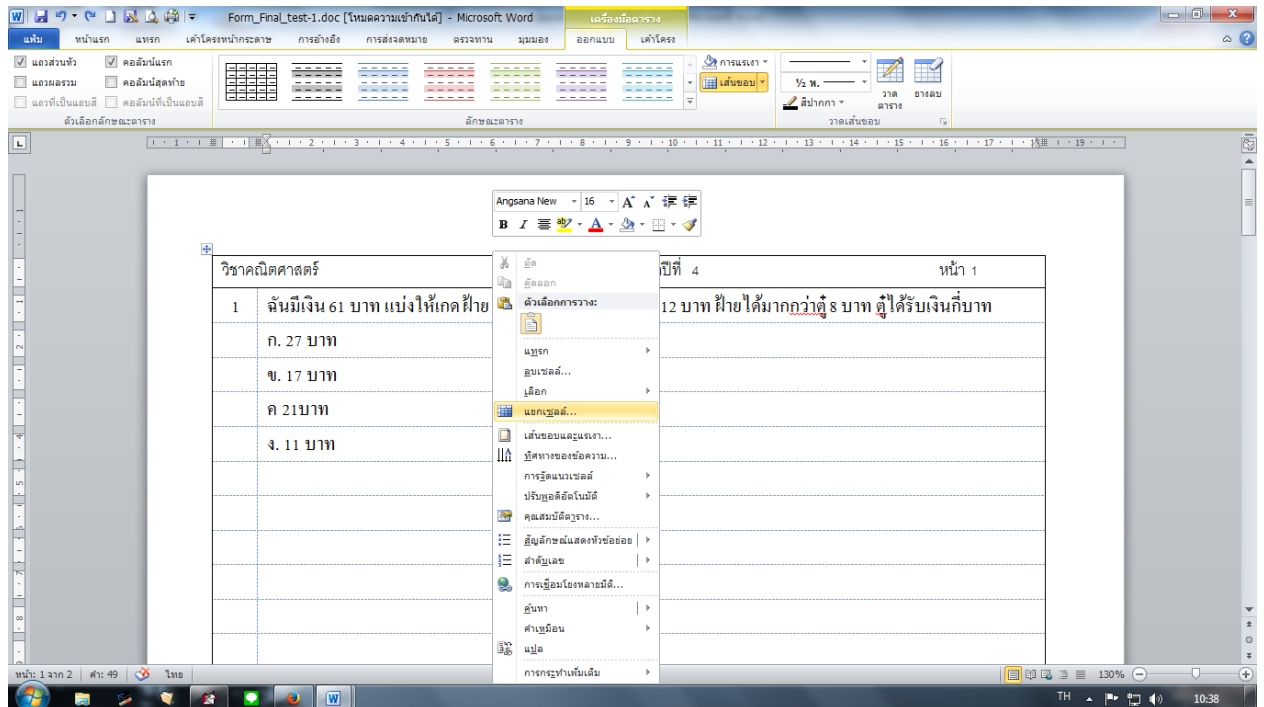 Form_Final_test-1.doc [โหมดความเข้ากันได้] - Microsoft Word
เครื่องมือตาราง
แฟ้ม หน้าแรก แทรก เค้าโครงหน้ากระดาษ การอ้างอิง การส่งจดหมาย ตรวจทาน มุมมอง ออกแบบ เค้าโครง
แถวส่วนหัว คอลัมน์แรก
แถวผลรวม คอลัมน์สุดท้าย
แถวที่เป็นแถบสี คอลัมน์ที่เป็นแถบสี
การแรเงา
เส้นขอบ
½ พ.
สีปากกา
วาดตาราง
ยางลบ
ตัวเลือกลักษณะตาราง ลักษณะตาราง วาดเส้นขอบ
1 2 3 4 5 6 7 8 9 10 11 12 13 14 15 16 17 19
Angsana New 16
B I
วิชาคณิตศาสตร์ ปีที่ 4 หน้า 1
1 ฉันมีเงิน 61 บาท แบ่งให้เกด ฝ้าย 12 บาท ฝ้ายได้มากกว่าตู๋ 8 บาท ตู๋ได้รับเงินกี่บาท
ก. 27 บาท
ข. 17 บาท
ค 21บาท
ง. 11 บาท
ตัด
คัดลอก
ตัวเลือกการวาง:
แทรก
ลบเซลล์...
เลือก
แยกเซลล์...
เส้นขอบและแรเงา...
ทิศทางของข้อความ...
การจัดแนวเซลล์
ปรับพอดีอัตโนมัติ
คุณสมบัติตาราง...
สัญลักษณ์แสดงหัวข้อย่อย
ลำดับเลข
การเชื่อมโยงหลายมิติ...
ค้นหา
คำเหมือน
แปล
การกระทำเพิ่มเติม
หน้า: 1 จาก 2 คำ: 49 ไทย 130%
TH 10:38